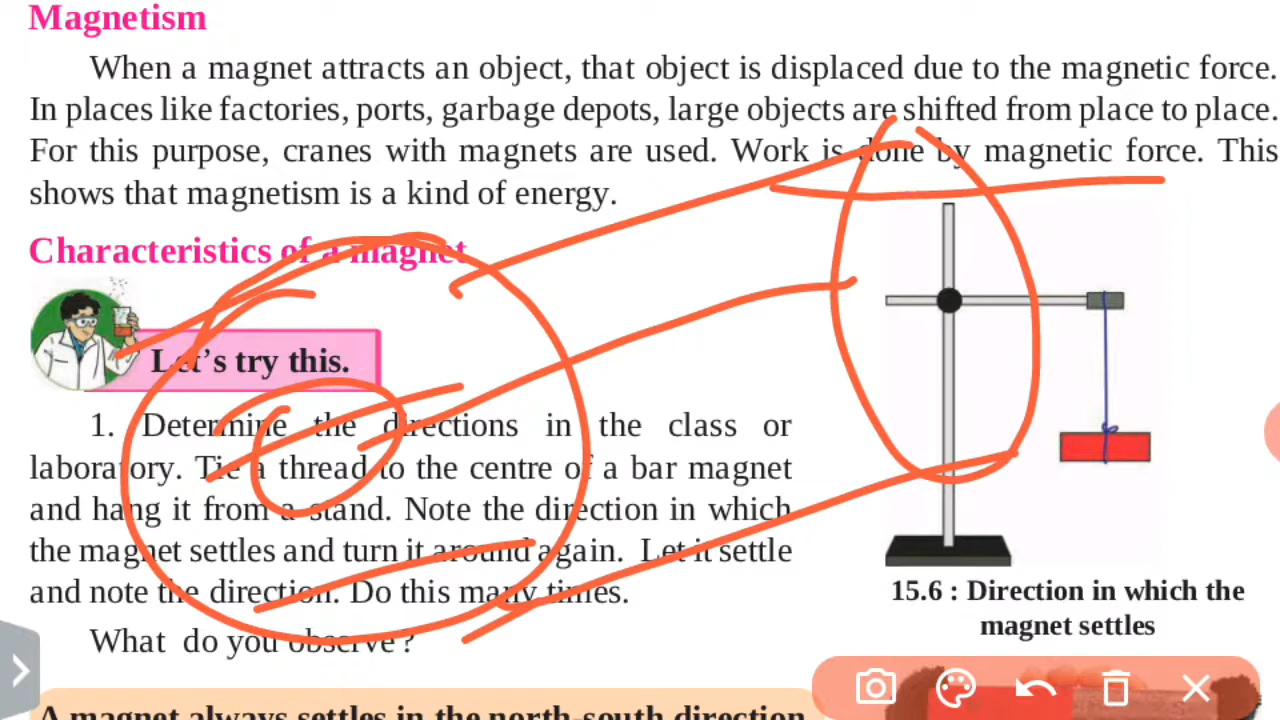 Magnetism
When a magnet attracts an object, that object is displaced due to the magnetic force.
In places like factories, ports, garbage depots, large objects are shifted from place to place.
For this purpose, cranes with magnets are used. Work is done by magnetic force. This
shows that magnetism is a kind of energy.
Characteristics of a magnet
Let's try this.
1. Determine the directions in the class or
laboratory. Tie a thread to the centre of a bar magnet
and hang it from a stand. Note the direction in which
the magnet settles and turn it around again. Let it settle
and note the direction. Do this many times.
What do you observe?
15.6 : Direction in which the
magnet settles
A magnet always settles in the north-south direction